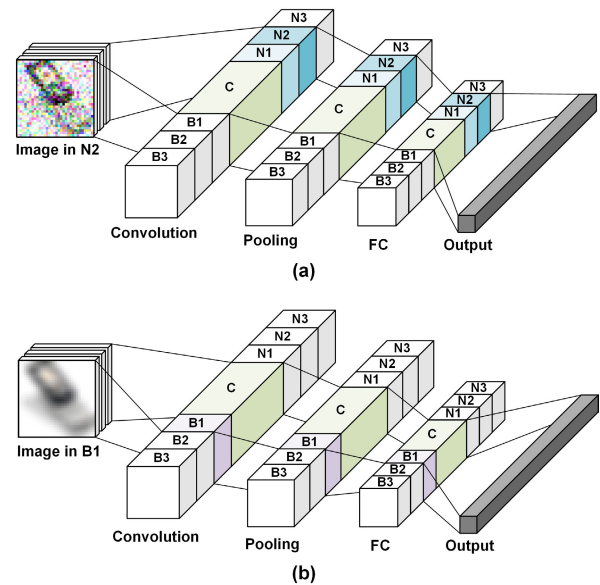 N3
N2
N1
C
B1
B2
B3
N3
N2
N1
C
B1
B2
B3
N3
N2
N1
C
B1
B2
B3
Image in N2
Convolution
Pooling
FC
Output
(a)
N3
N2
N1
C
B1
B2
B3
N3
N2
N1
C
B1
B2
B3
N3
N2
N1
C
B1
B2
B3
Image in B1
Convolution
Pooling
FC
Output
(b)